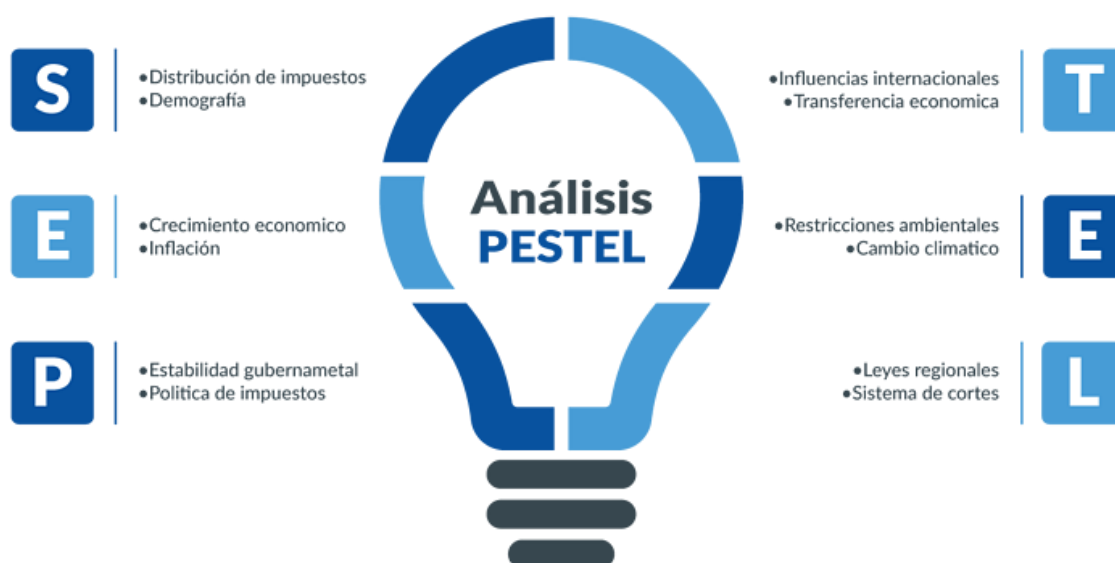 S
•Distribución de impuestos
•Demografía
E
•Crecimiento economico
•Inflación
P
•Estabilidad gubernametal
•Politica de impuestos
Análisis
PESTEL
•Influencias internacionales
•Transferencia economica
T
•Restricciones ambientales
•Cambio climatico
E
•Leyes regionales
•Sistema de cortes
L